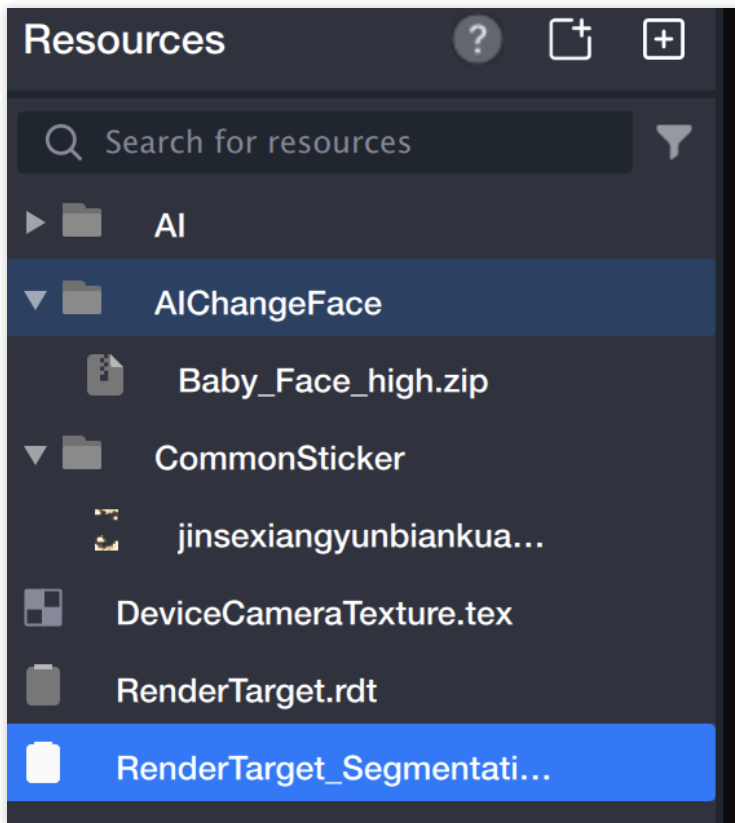 Resources
?
Search for resources
AI
AIChangeFace
Baby_Face_high.zip
CommonSticker
jinsexiangyunbiankua...
DeviceCameraTexture.tex
RenderTarget.rdt
RenderTarget_Segmentati...